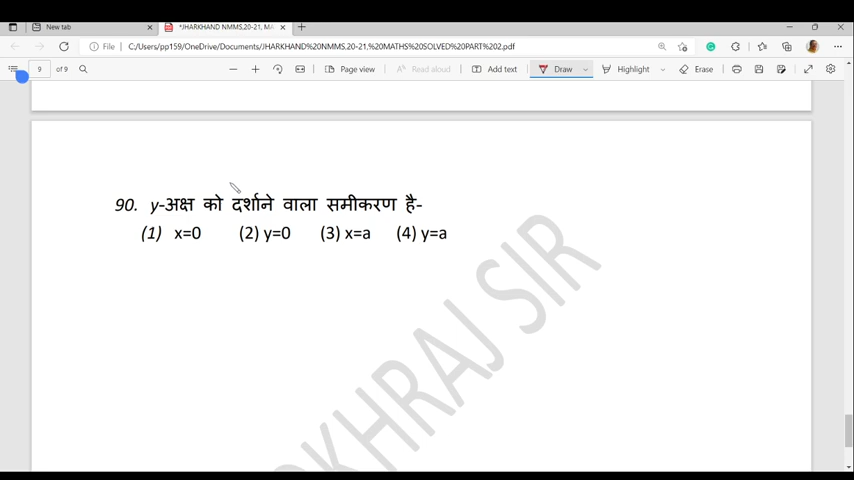 New tab
*JHARKHAND NMMS,20-21, MA
File
C:/Users/pp159/OneDrive/Documents/JHARKHAND%20NMMS.20-21,%20MATHS%20SOLVED%20PART%202.pdf
9 of 9
Page view
Read aloud
Add text
Draw
Highlight
Erase
90. y-अक्ष को दर्शाने वाला समीकरण है-
(1) x=0 (2) y=0 (3) x=a (4) y=a
KHRAJ SIR